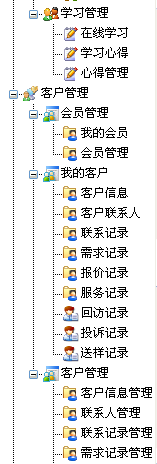 学习管理
在线学习
学习心得
心得管理
客户管理
会员管理
我的会员
会员管理
我的客户
客户信息
客户联系人
联系记录
需求记录
报价记录
服务记录
回访记录
投诉记录
送样记录
客户管理
客户信息管理
联系人管理
联系记录管理
需求记录管理